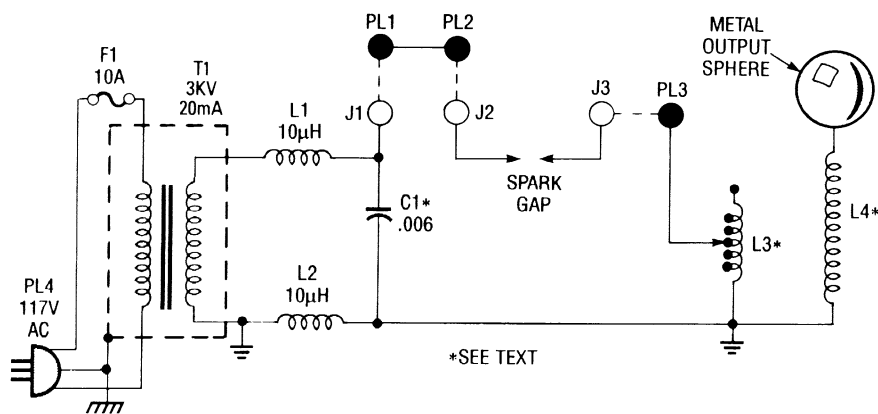 PL1
PL2
METAL
OUTPUT
SPHERE
F1
10A
T1
3KV
20mA
L1
10µH
J1
J2
J3
PL3
SPARK
GAP
C1*
.006
L3*
L4*
PL4
117V
AC
L2
10µH
*SEE TEXT